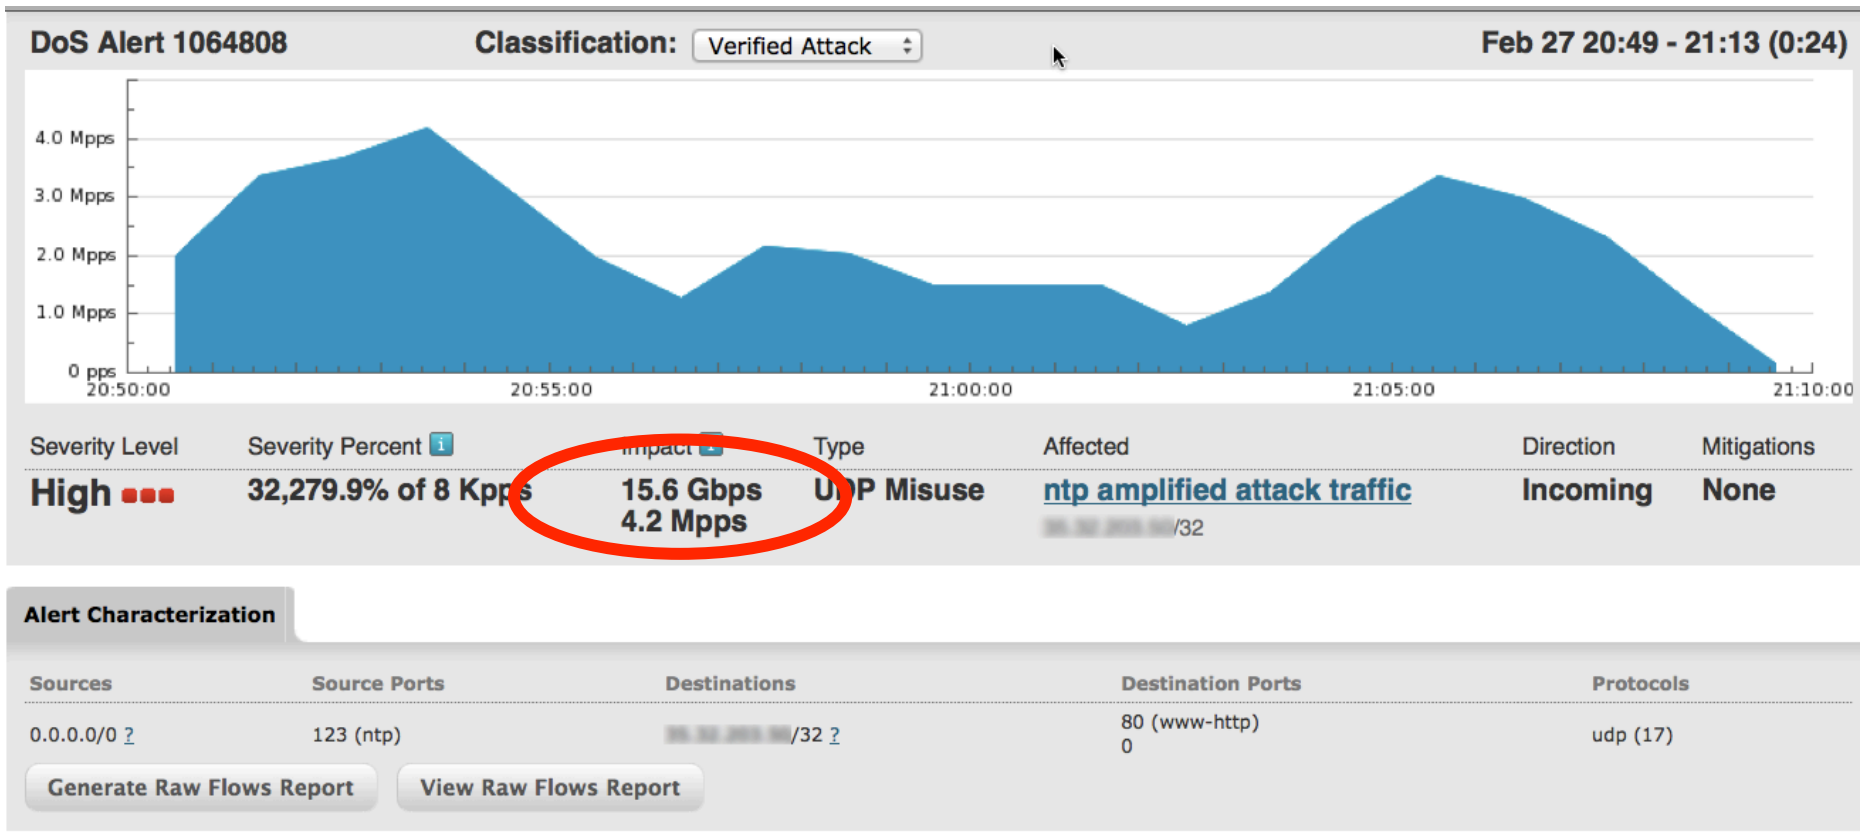 DoS Alert 1064808 Classification: Verified Attack Feb 27 20:49 - 21:13 (0:24)
4.0 Mpps
3.0 Mpps
2.0 Mpps
1.0 Mpps
0 pps
20:50:00 20:55:00 21:00:00 21:05:00 21:10:00
Severity Level Severity Percent i Impact i Type Affected Direction Mitigations
High 32,279.9% of 8 Kpps 15.6 Gbps UDP Misuse ntp amplified attack traffic Incoming None
4.2 Mpps /32
Alert Characterization
Sources Source Ports Destinations Destination Ports Protocols
0.0.0.0/0 ? 123 (ntp) /32 ? 80 (www-http) udp (17)
0
Generate Raw Flows Report View Raw Flows Report